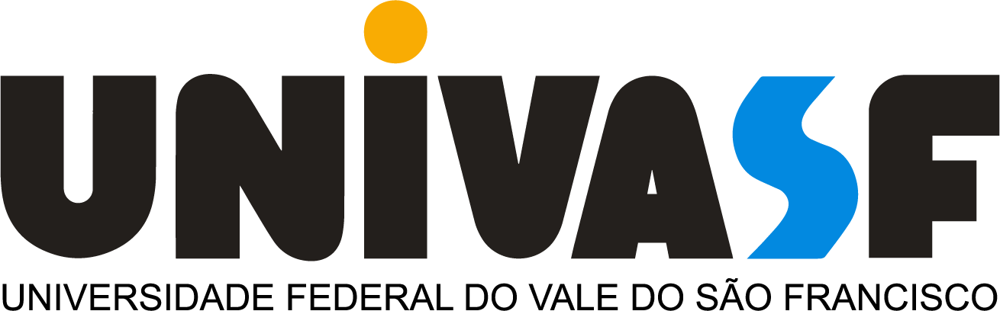 UNIVASF
UNIVERSIDADE FEDERAL DO VALE DO SÃO FRANCISCO